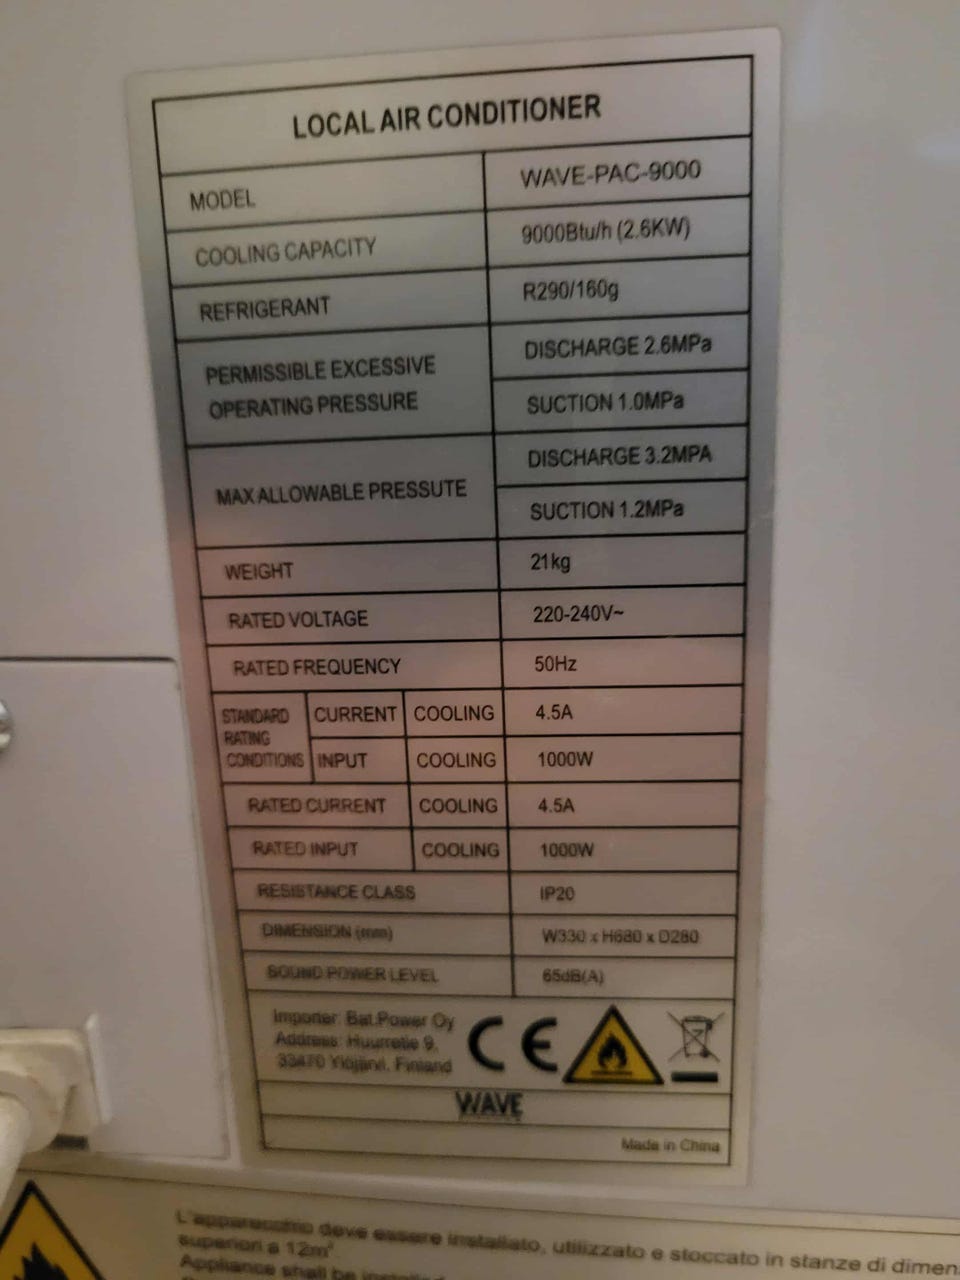 LOCAL AIR CONDITIONER
MODEL WAVE-PAC-9000
COOLING CAPACITY 9000Btu/h (2.6KW)
REFRIGERANT R290/160g
PERMISSIBLE EXCESSIVE
OPERATING PRESSURE
DISCHARGE 2.6MPa
SUCTION 1.0MPa
MAX ALLOWABLE PRESSUTE
DISCHARGE 3.2MPA
SUCTION 1.2MPa
WEIGHT 21kg
RATED VOLTAGE 220-240V~
RATED FREQUENCY 50Hz
STANDARD
RATING
CONDITIONS
CURRENT COOLING 4.5A
INPUT COOLING 1000W
RATED CURRENT COOLING 4.5A
RATED INPUT COOLING 1000W
RESISTANCE CLASS IP20
DIMENSION (mm) W330 x H680 x D280
SOUND POWER LEVEL 65dB(A)
Importer: Bat.Power Oy
Address: Huurretie 9,
33470 Ylöjärvi, Finland
CE
WAVE
Made in China
L'apparecchio deve essere installato, utilizzato e stoccato in stanze di dimen
superiori a 12m²
Appliance shall be installed